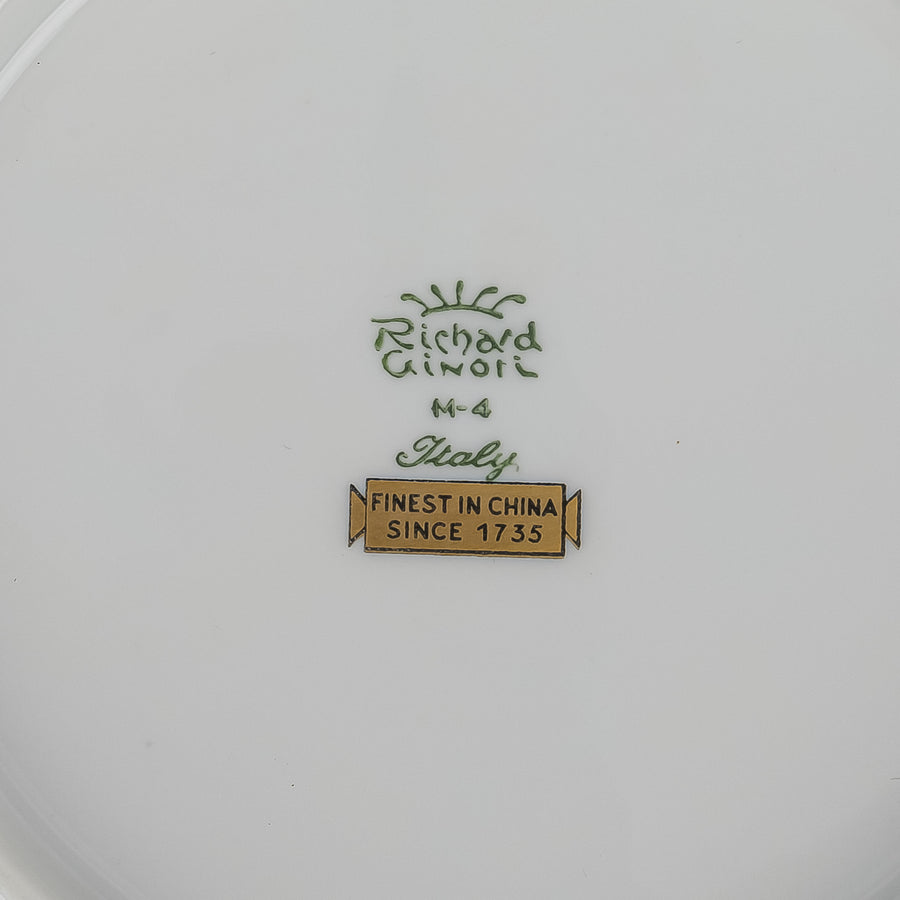 Richard
Ginori
M-4
Italy
FINEST IN CHINA
SINCE 1735